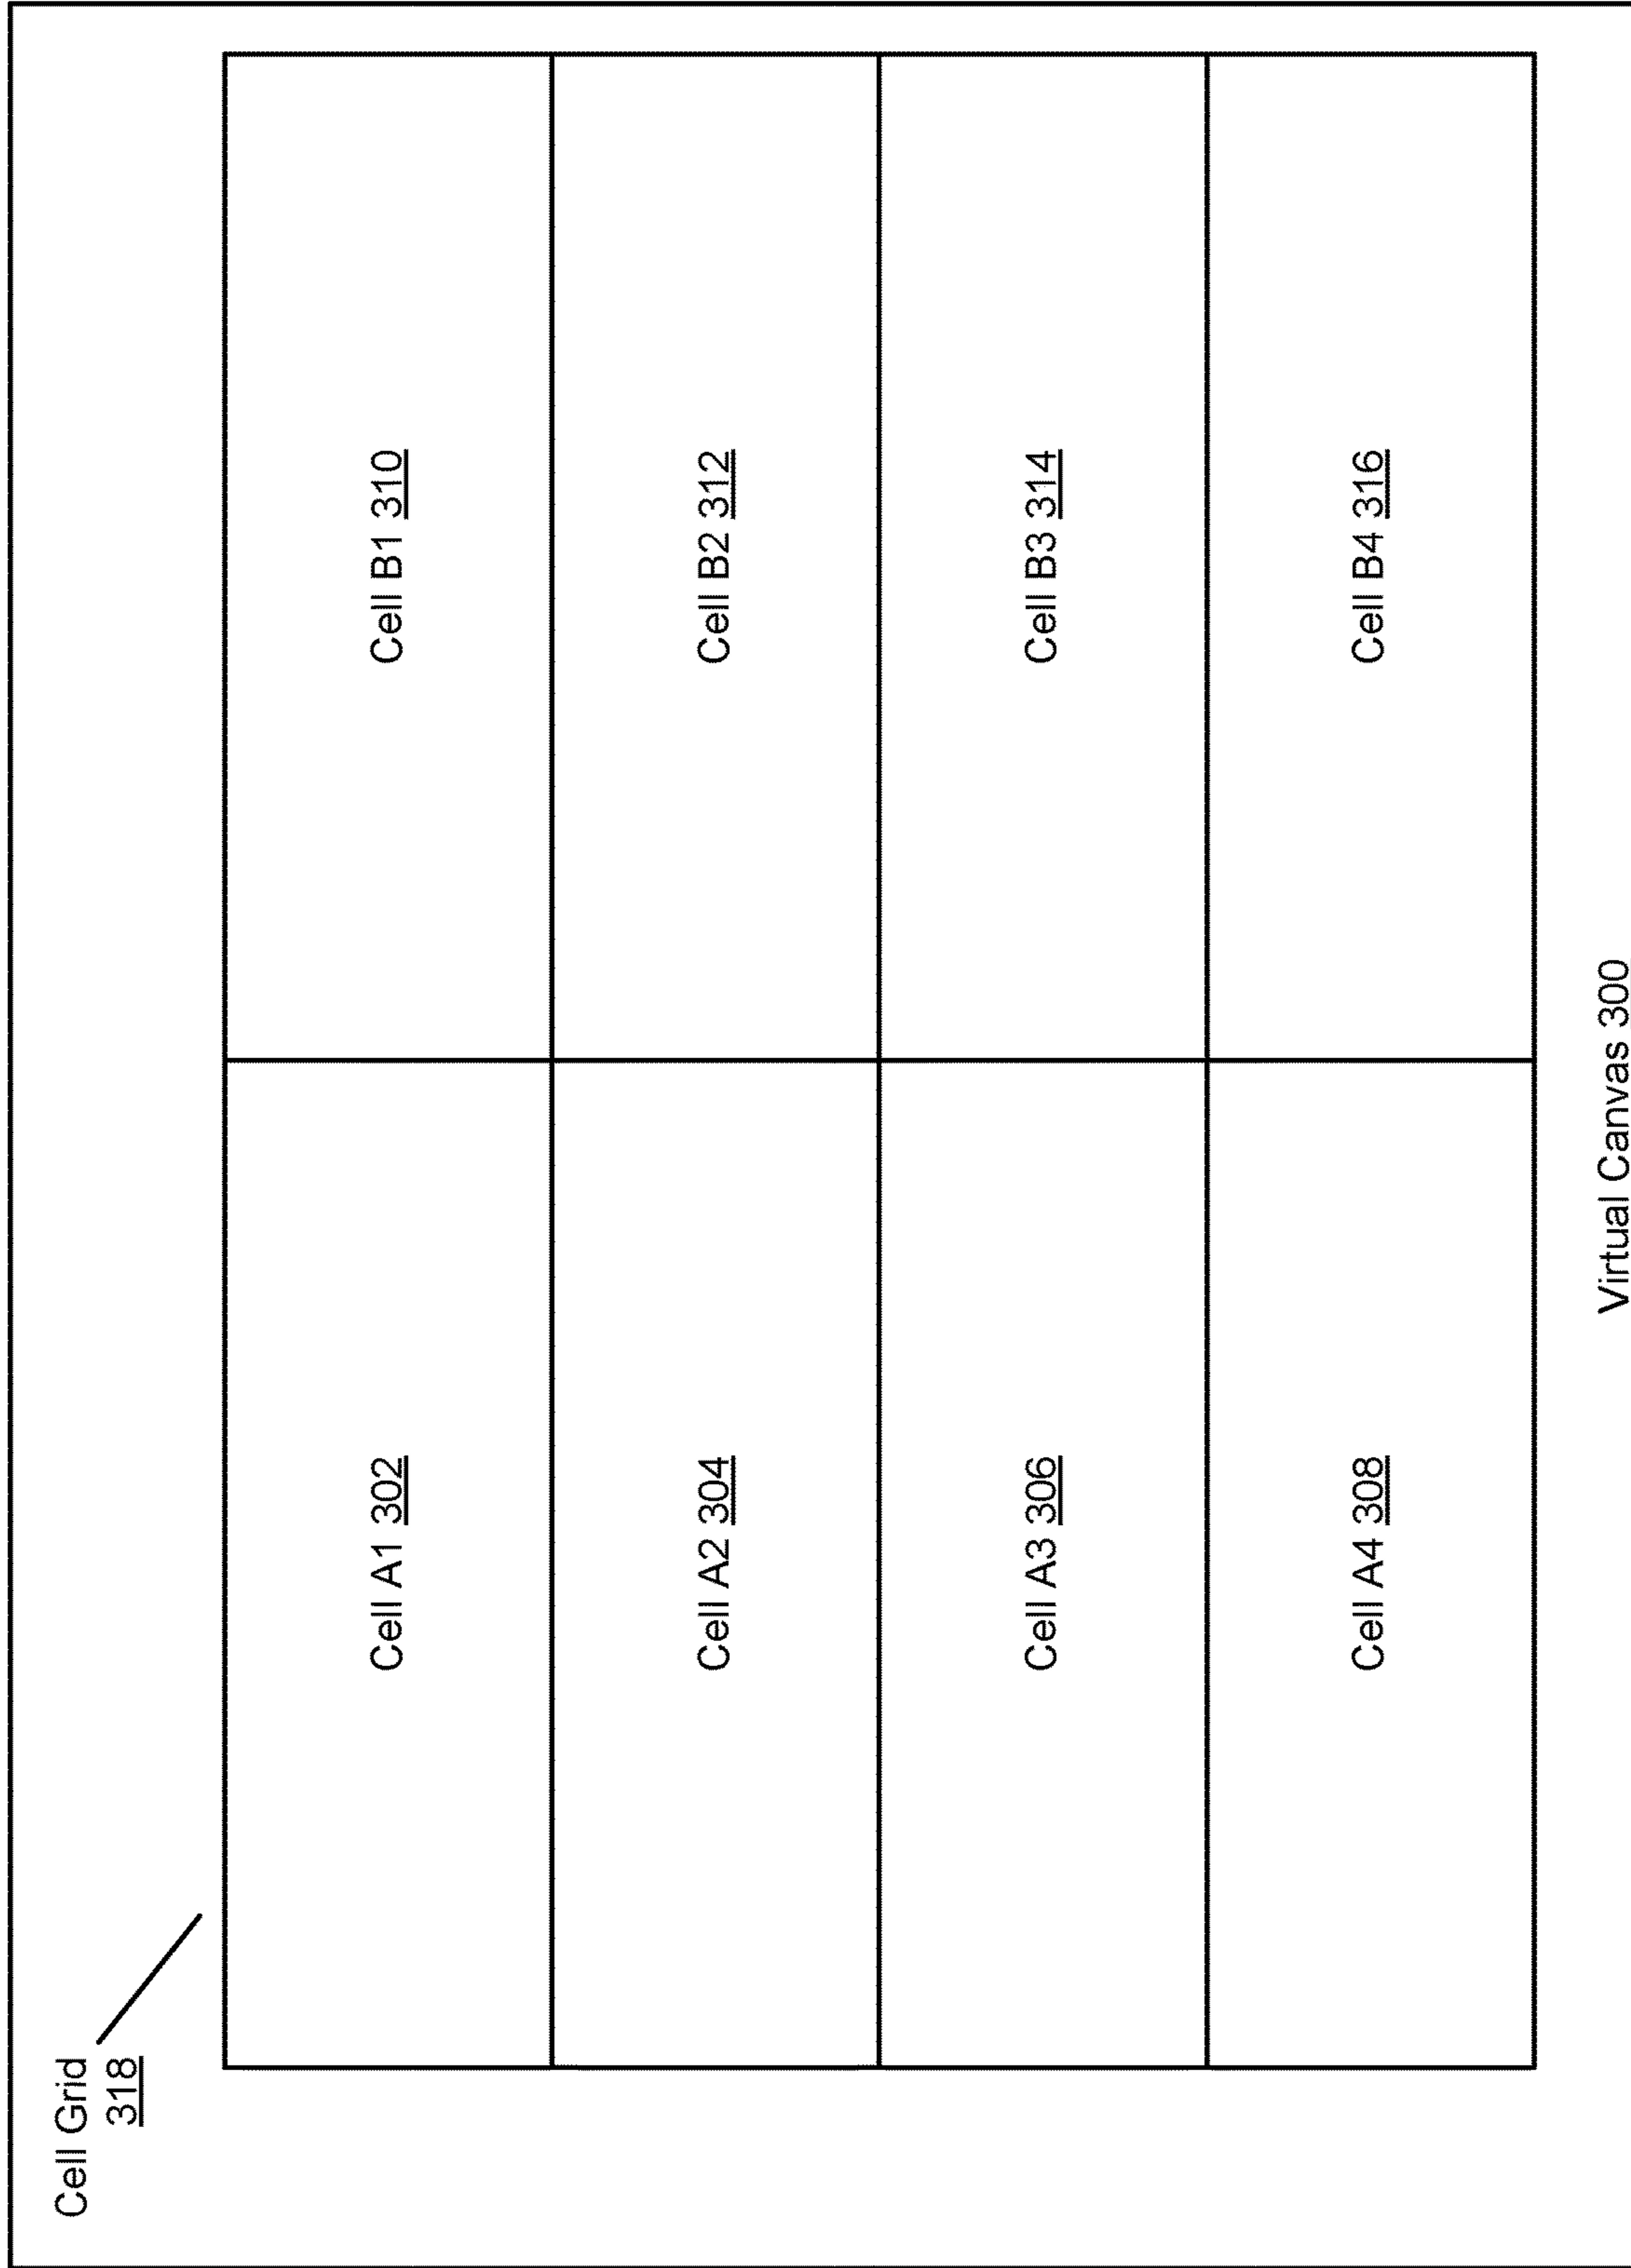 Cell Grid
318
Cell A1 302
Cell B1 310
Cell A2 304
Cell B2 312
Cell A3 306
Cell B3 314
Cell A4 308
Cell B4 316
Virtual Canvas 300